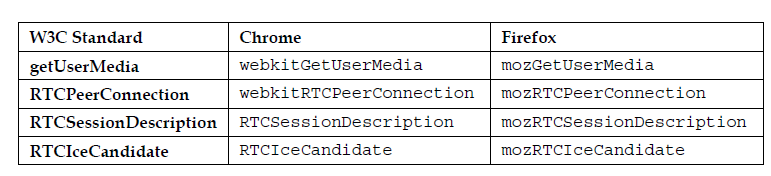 W3C Standard Chrome Firefox
getUserMedia webkitGetUserMedia mozGetUserMedia
RTCPeerConnection webkitRTCPeerConnection mozRTCPeerConnection
RTCSessionDescription RTCSessionDescription mozRTCSessionDescription
RTCIceCandidate RTCIceCandidate mozRTCIceCandidate